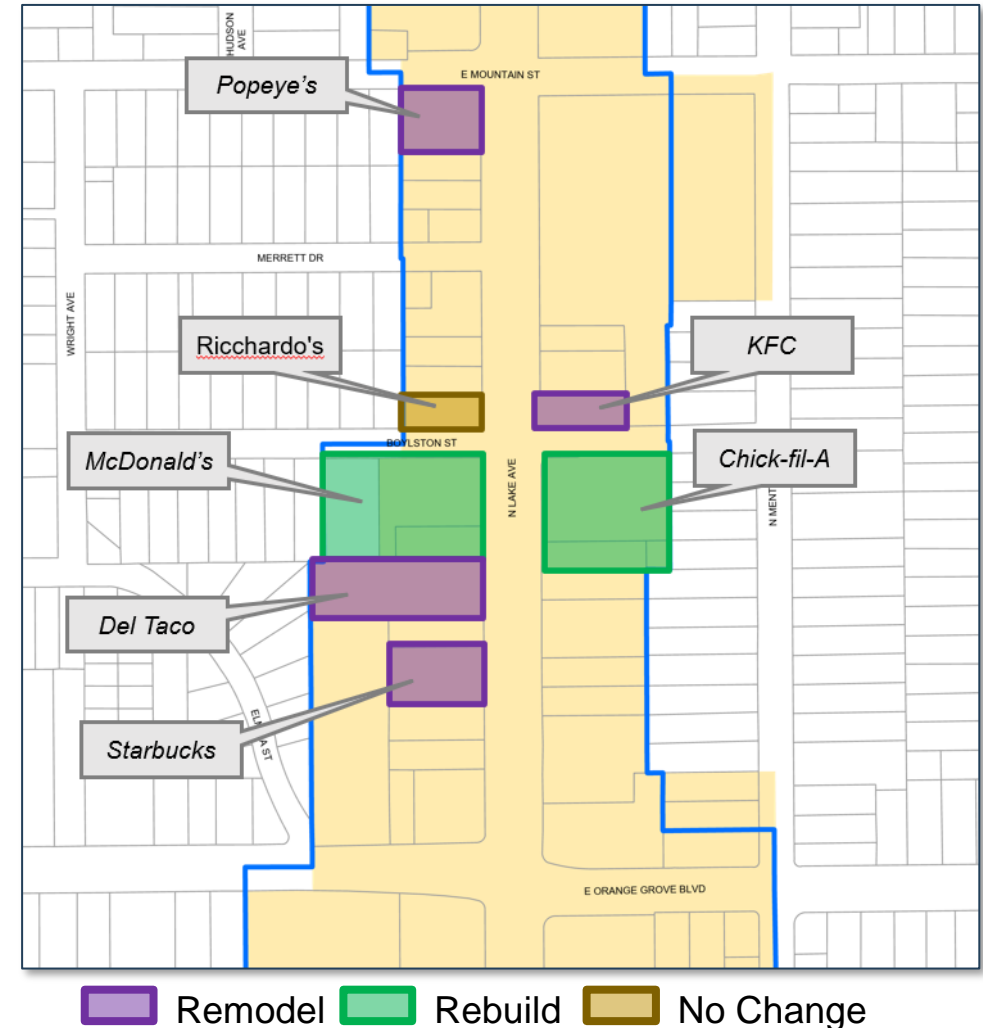 HUDSON
AVE
E MOUNTAIN ST
Popeye's
MERRETT DR
WRIGHT AVE
Ricchardo's
KFC
BOYLSTON ST
McDonald's
N LAKE AVE
Chick-fil-A
N MENT
Del Taco
Starbucks
E ORANGE GROVE BLVD
Remodel
Rebuild
No Change